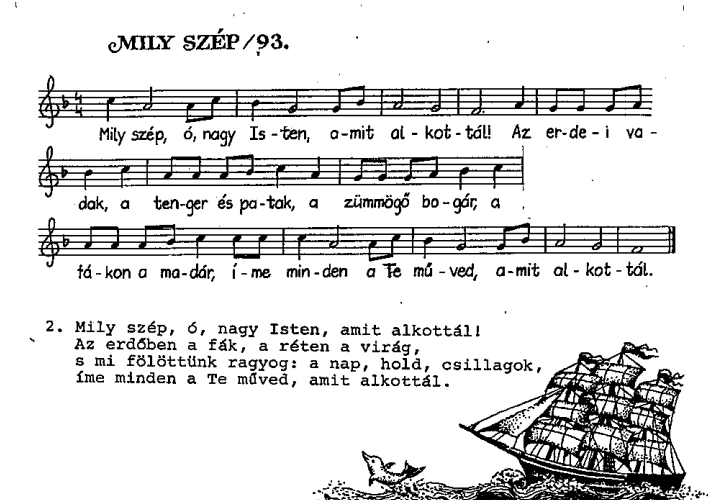 MILY SZÉP/93.
Mily szép, ó, nagy Is-ten, a-mit al-kot-tál! Az er-de-i va-
dak, a ten-ger és pa-tak, a zümmögő bo-gár, a
fá-kon a ma-dár, í-me min-den a Te mű-ved, a-mit al-kot-tál.
2. Mily szép, ó, nagy Isten, amit alkottál!
Az erdőben a fák, a réten a virág,
s mi fölöttünk ragyog: a nap, hold, csillagok,
íme minden a Te műved, amit alkottál.